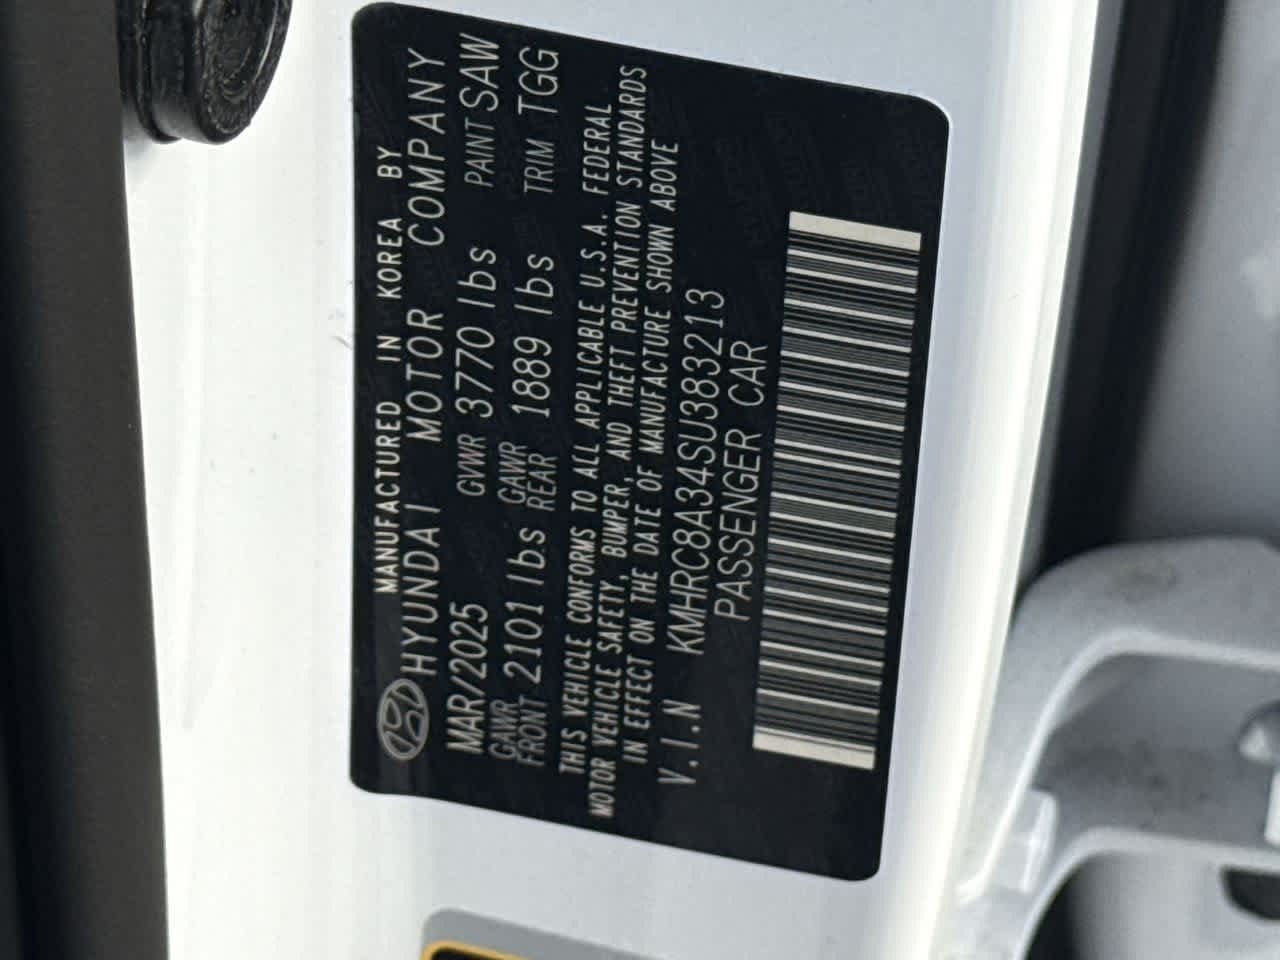 MANUFACTURED IN KOREA BY
HYUNDAI MOTOR COMPANY
MAR/2025 GVWR 3770 lbs PAINT SAW
GAWR FRONT 2101 lbs GAWR REAR 1889 lbs TRIM TGG
THIS VEHICLE CONFORMS TO ALL APPLICABLE U.S.A. FEDERAL
MOTOR VEHICLE SAFETY, BUMPER, AND THEFT PREVENTION STANDARDS
IN EFFECT ON THE DATE OF MANUFACTURE SHOWN ABOVE
V.I.N KMHRC8A34SU383213
PASSENGER CAR